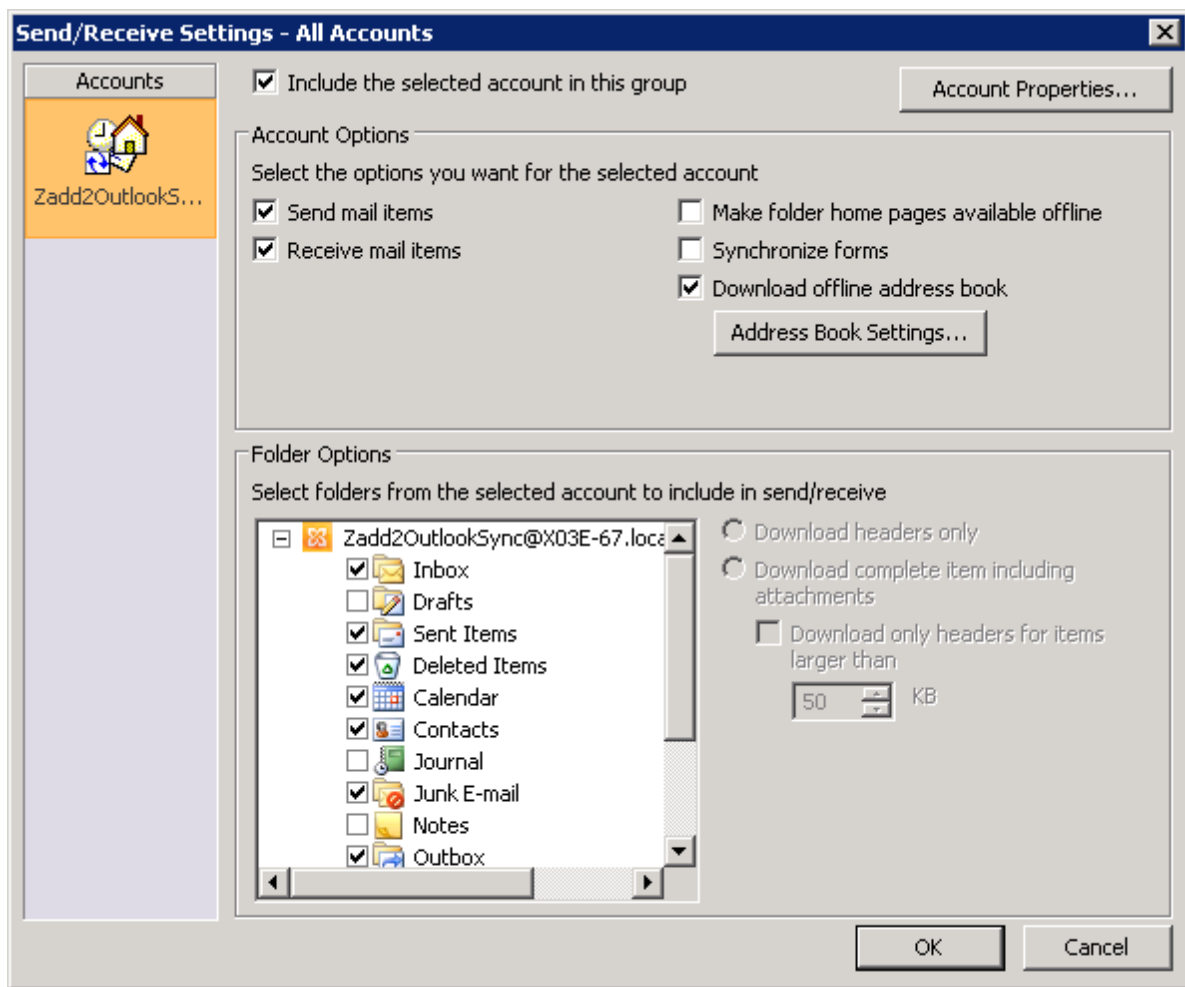 Send/Receive Settings - All Accounts
Accounts
Zadd2OutlookS...
Include the selected account in this group
Account Properties...
Account Options
Select the options you want for the selected account
Send mail items
Receive mail items
Make folder home pages available offline
Synchronize forms
Download offline address book
Address Book Settings...
Folder Options
Select folders from the selected account to include in send/receive
Zadd2OutlookSync@X03E-67.loca
Inbox
Drafts
Sent Items
Deleted Items
Calendar
Contacts
Journal
Junk E-mail
Notes
Outbox
Download headers only
Download complete item including
attachments
Download only headers for items
larger than
50 KB
OK
Cancel